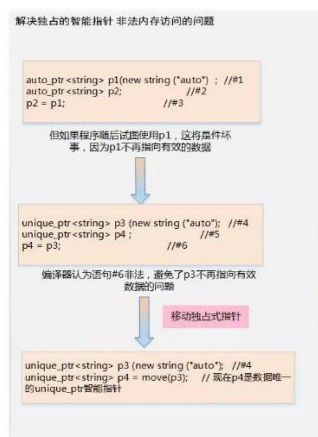 解决独占的智能指针 非法内存访问的问题
auto_ptr<string> p1(new string ("auto") ; //#1
auto_ptr<string> p2; //#2
p2 = p1; //#3
但如果程序随后试图使用p1，这将是件坏
事，因为p1不再指向有效的数据
unique_ptr<string> p3 (new string ("auto"); //#4
unique_ptr<string> p4 ; //#5
p4 = p3; //#6
编译器认为语句#6非法，避免了p3不再指向有效
数据的问题
移动独占式指针
unique_ptr<string> p3 (new string ("auto"); //#4
unique_ptr<string> p4 = move(p3); // 现在p4是数据唯一
的unique_ptr智能指针